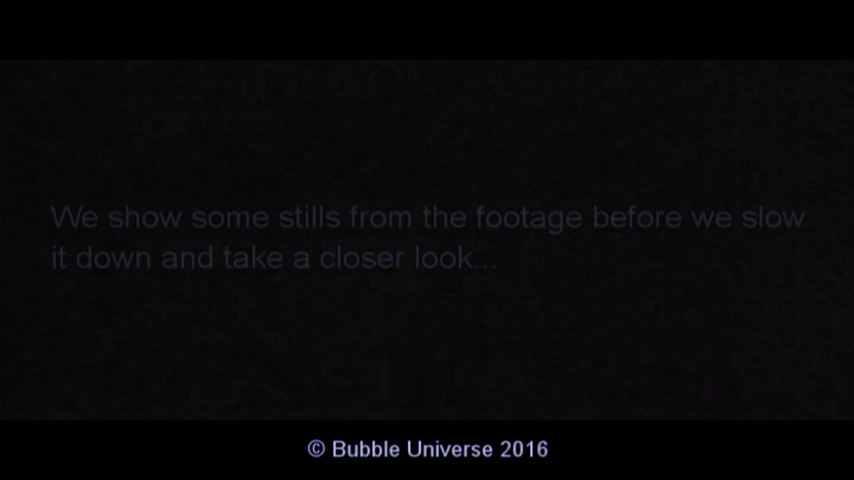 We show some stills from the footage before we slow
it down and take a closer look...
© Bubble Universe 2016